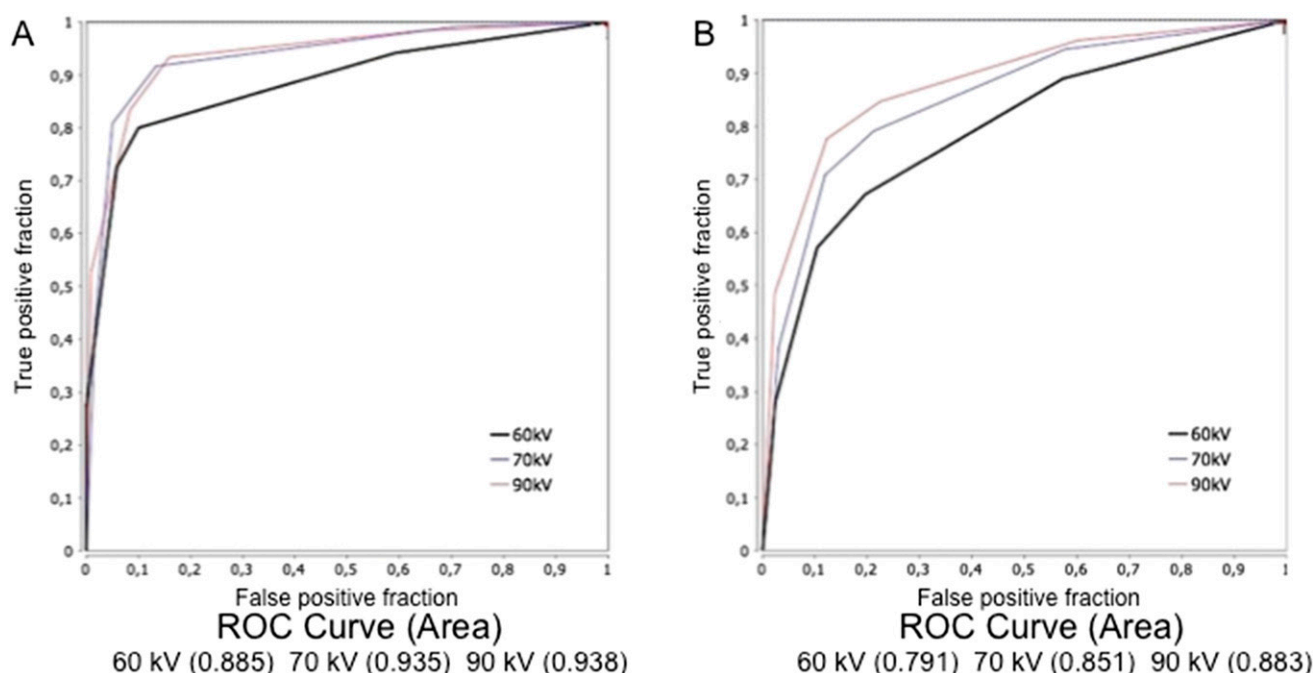 A
True positive fraction
1
0,9
0,8
0,7
0,6
0,5
0,4
0,3
0,2
0,1
0
60kV
70kV
90kV
0 0,1 0,2 0,3 0,4 0,5 0,6 0,7 0,8 0,9 1
False positive fraction
ROC Curve (Area)
60 kV (0.885) 70 kV (0.935) 90 kV (0.938)
B
True positive fraction
1
0,9
0,8
0,7
0,6
0,5
0,4
0,3
0,2
0,1
0
60kV
70kV
90kV
0 0,1 0,2 0,3 0,4 0,5 0,6 0,7 0,8 0,9 1
False positive fraction
ROC Curve (Area)
60 kV (0.791) 70 kV (0.851) 90 kV (0.883)